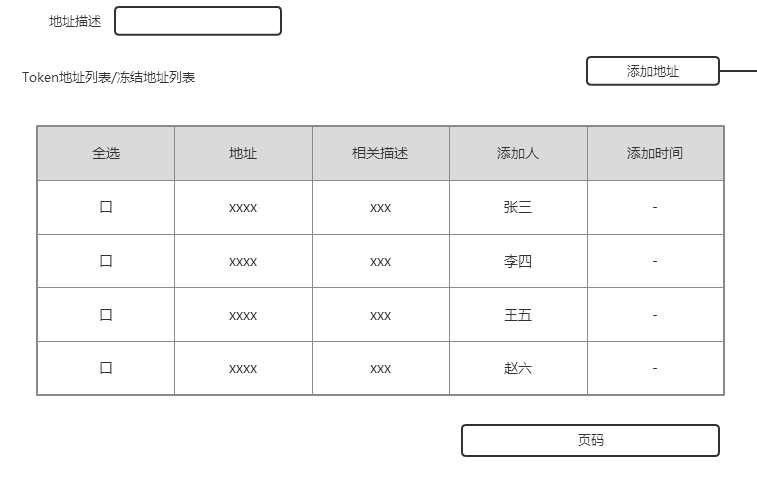 地址描述
Token地址列表/冻结地址列表
添加地址
全选 地址 相关描述 添加人 添加时间
口 xxxx xxx 张三 -
口 xxxx xxx 李四 -
口 xxxx xxx 王五 -
口 xxxx xxx 赵六 -
页码